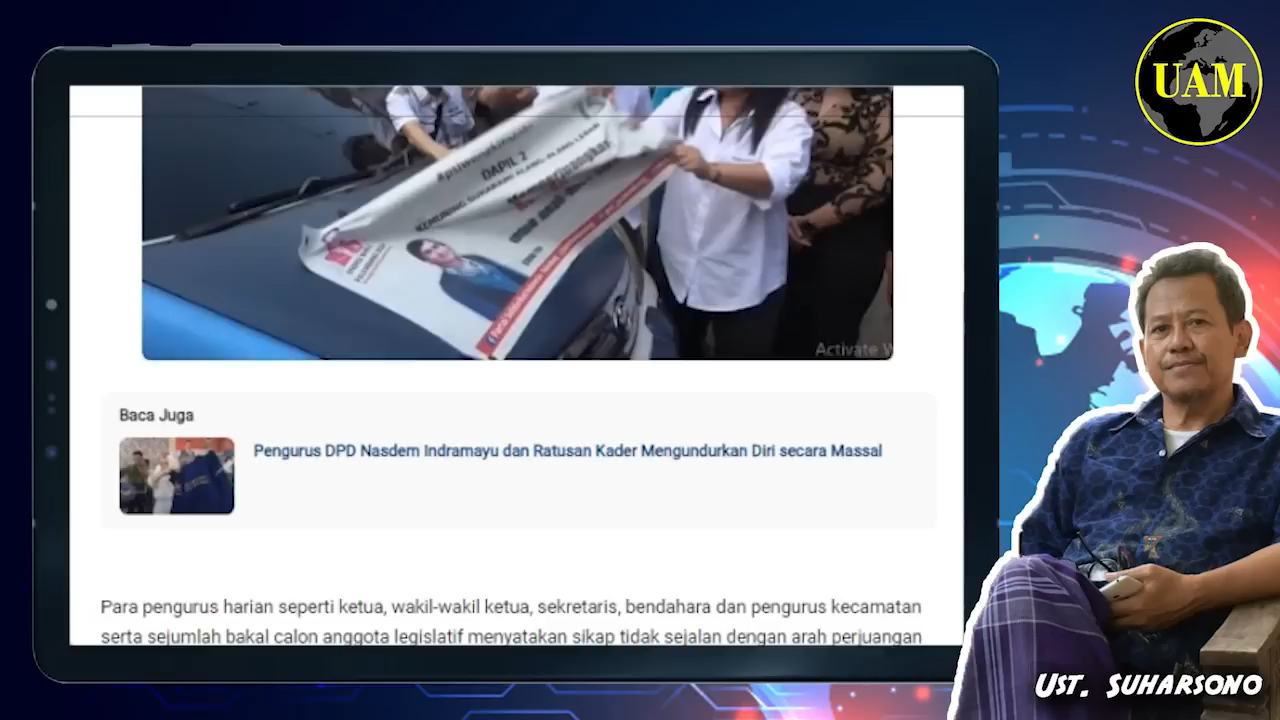 UAM
DAPIL 2
Activate W
Baca Juga
Pengurus DPD Nasdem Indramayu dan Ratusan Kader Mengundurkan Diri secara Massal
Para pengurus harian seperti ketua, wakil-wakil ketua, sekretaris, bendahara dan pengurus kecamatan
serta sejumlah bakal calon anggota legislatif menyatakan sikap tidak sejalan dengan arah perjuangan
Ust. Suharsono